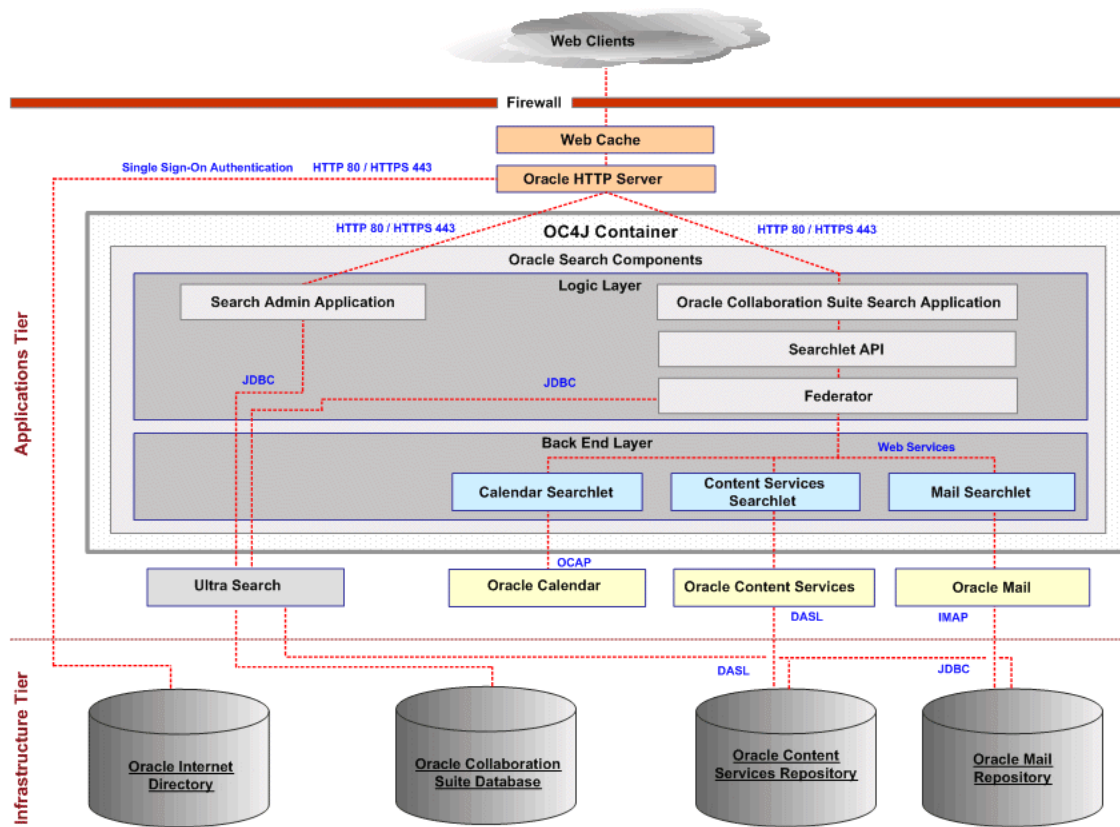 Web Clients
Firewall
Web Cache
Single Sign-On Authentication HTTP 80 / HTTPS 443
Oracle HTTP Server
HTTP 80 / HTTPS 443
HTTP 80 / HTTPS 443
OC4J Container
Oracle Search Components
Logic Layer
Search Admin Application
Oracle Collaboration Suite Search Application
Searchlet API
JDBC
JDBC
Federator
Applications Tier
Back End Layer
Web Services
Calendar Searchlet
Content Services
Searchlet
Mail Searchlet
OCAP
Ultra Search
Oracle Calendar
Oracle Content Services
Oracle Mail
DASL
IMAP
DASL
JDBC
Infrastructure Tier
Oracle Internet
Directory
Oracle Collaboration
Suite Database
Oracle Content
Services Repository
Oracle Mail
Repository